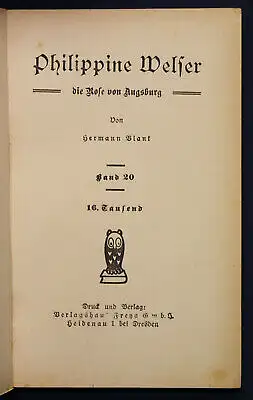 Philippine Welser
die Rose von Augsburg
Von
Hermann Blank
Band 20
16. Tausend
Druck und Verlag:
Verlagshaus Freya G m b. H.
Heidenau I. bei Dresden